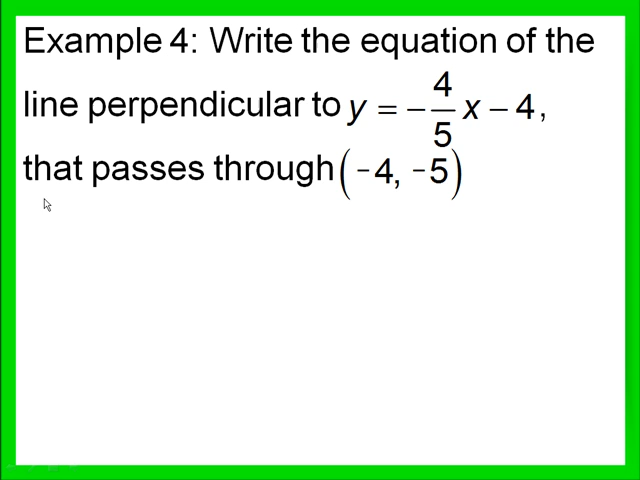 Example 4: Write the equation of the
line perpendicular to y = −4/5 x − 4,
that passes through (−4, −5)